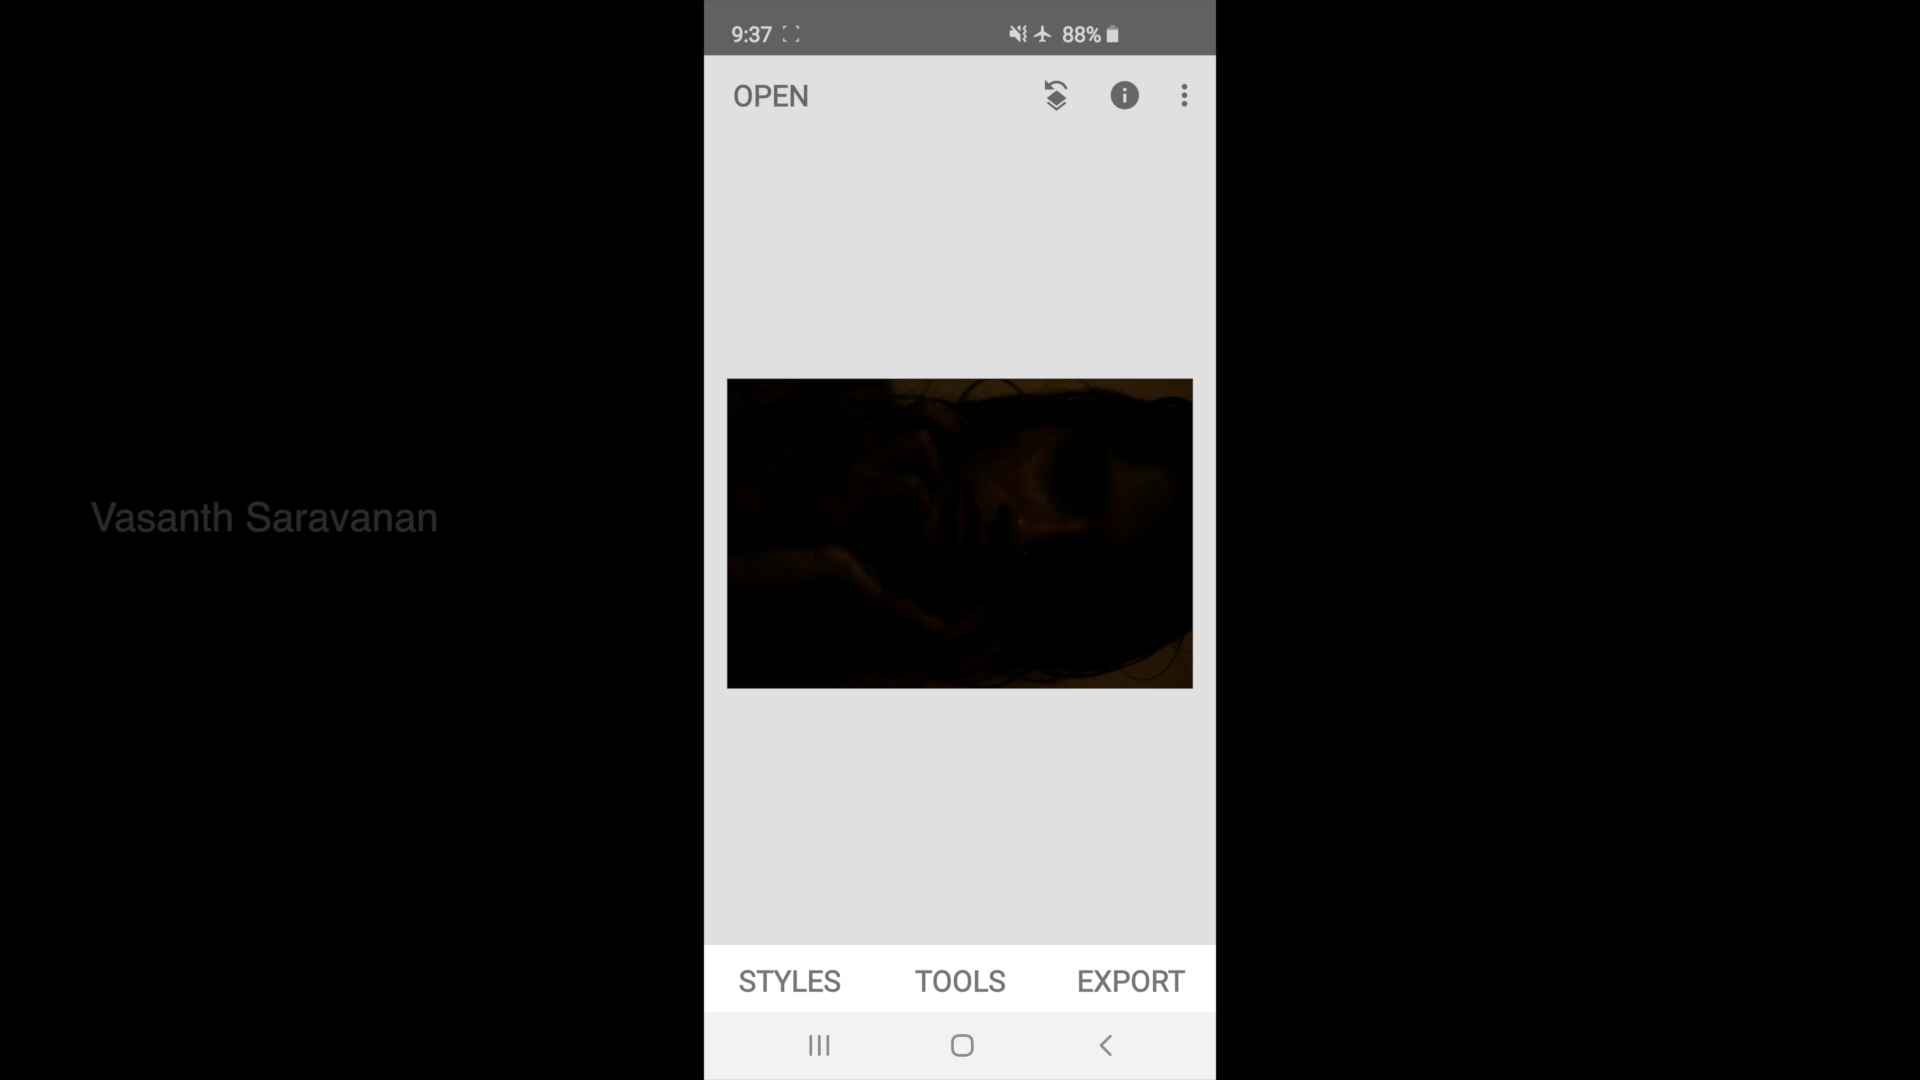 9:37
88%
OPEN
Vasanth Saravanan
STYLES
TOOLS
EXPORT